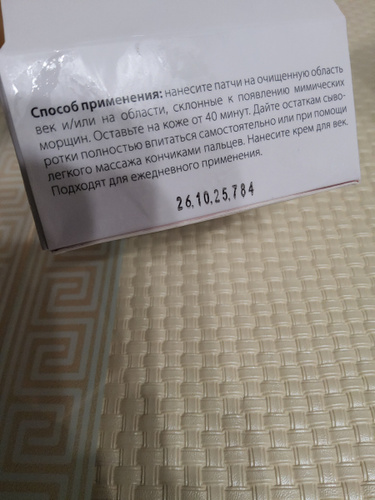 Способ применения: нанесите патчи на очищенную область
век и/или на области, склонные к появлению мимических
морщин. Оставьте на коже от 40 минут. Дайте остаткам сыво-
ротки полностью впитаться самостоятельно или при помощи
легкого массажа кончиками пальцев. Нанесите крем для век.
Подходят для ежедневного применения.
26.10.25.784